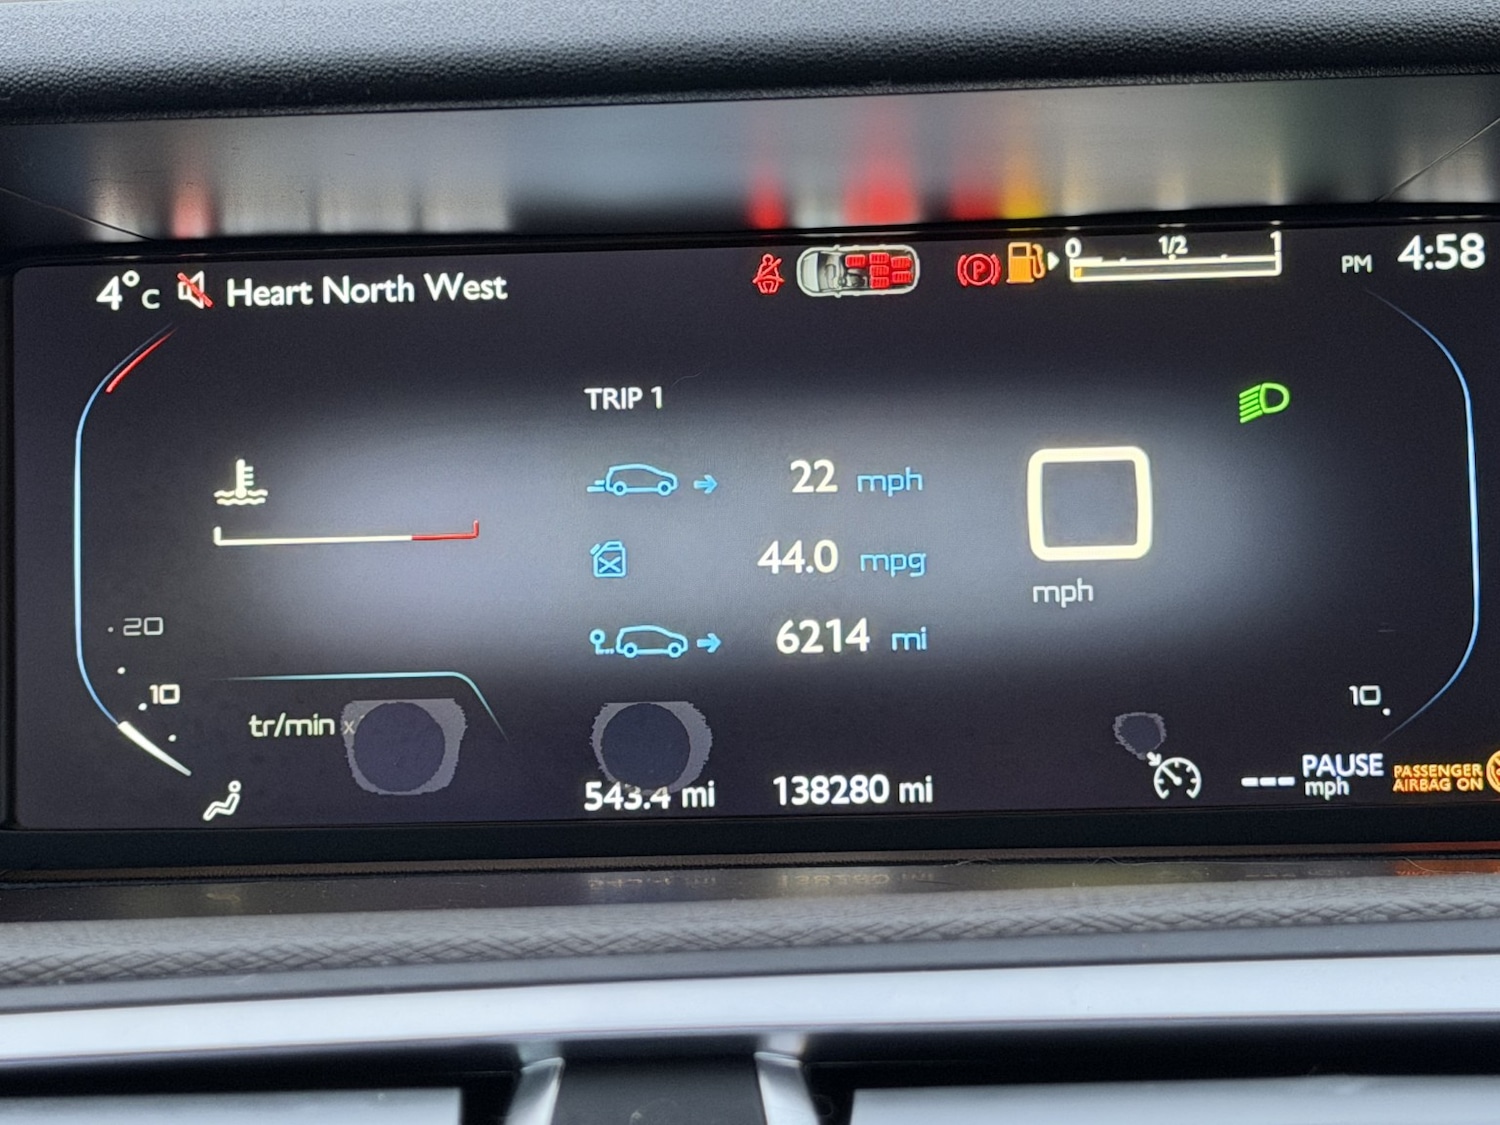 4°C Heart North West
P 0 1/2 1 PM 4:58
TRIP 1
22 mph
44.0 mpg
6214 mi
mph
20
10
tr/min x
10
543.4 mi 138280 mi
--- PAUSE
mph
PASSENGER
AIRBAG ON